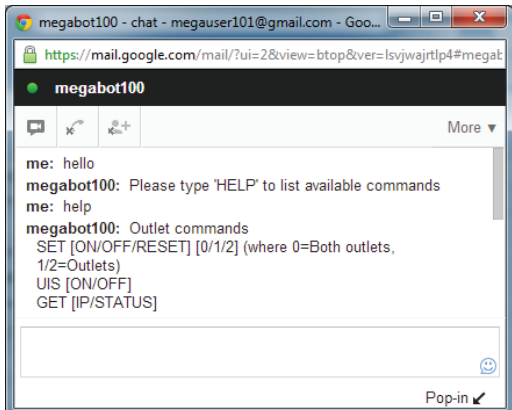 megabot100 - chat - megauser101@gmail.com - Goo...
https://mail.google.com/mail/?ui=2&view=btop&ver=lsvjwajrtlp4#megab
megabot100
More ▼
me: hello
megabot100: Please type 'HELP' to list available commands
me: help
megabot100: Outlet commands
SET [ON/OFF/RESET] [0/1/2] (where 0=Both outlets,
1/2=Outlets)
UIS [ON/OFF]
GET [IP/STATUS]
Pop-in